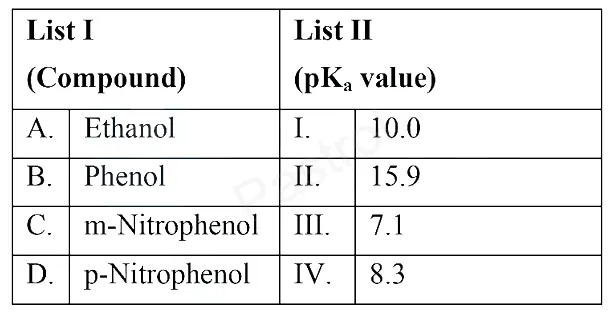 List I List II
(Compound) (pKₐ value)
A. Ethanol I. 10.0
B. Phenol II. 15.9
C. m-Nitrophenol III. 7.1
D. p-Nitrophenol IV. 8.3